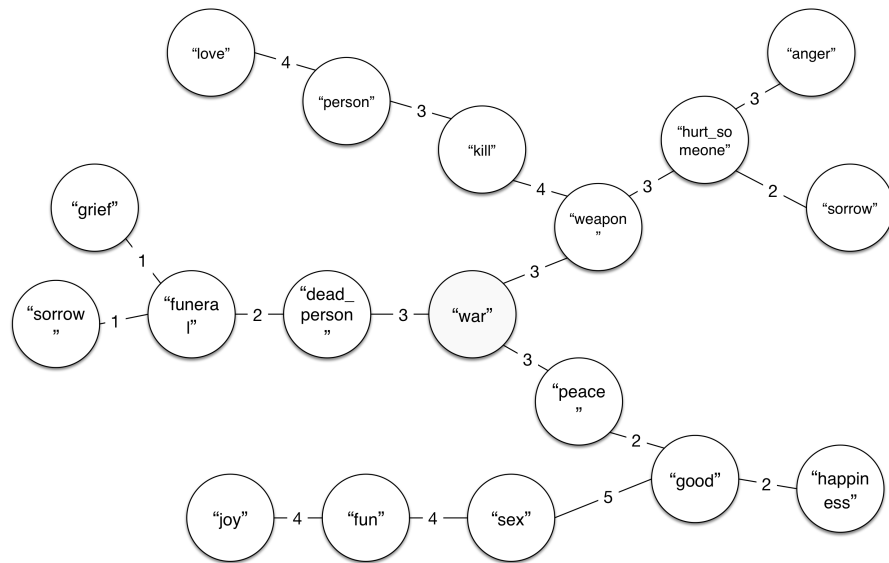 “love”
4
“person”
3
“kill”
4
“anger”
3
“hurt_so
meone”
3
2
“sorrow”
“weapon
”
3
“grief”
1
“sorrow
”
1
“funera
l”
2
“dead_
person
”
3
“war”
3
“peace
”
2
“good”
2
“happin
ess”
5
“joy”
4
“fun”
4
“sex”